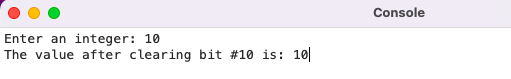 Console
Enter an integer: 10
The value after clearing bit #10 is: 10